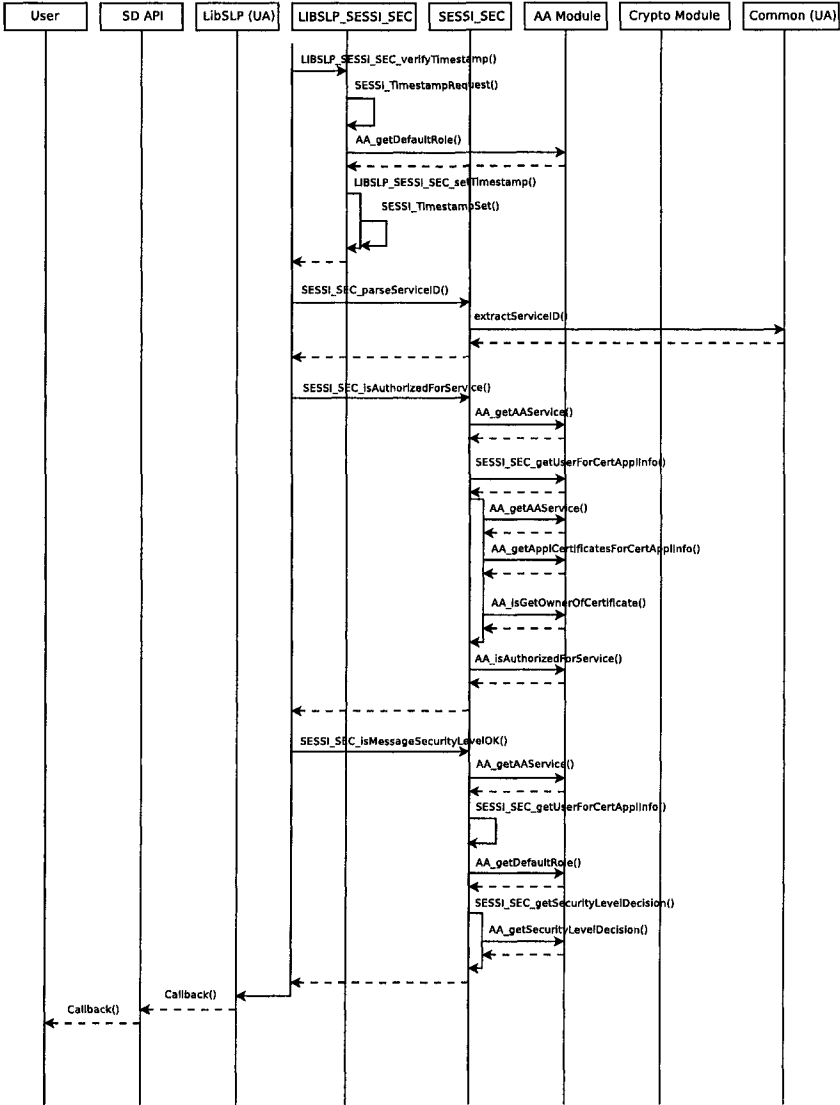 User
SD API
LibSLP (UA)
LIBSLP_SESSI_SEC
SESSI_SEC
AA Module
Crypto Module
Common (UA)
LIBSLP_SESSI_SEC_verifyTimestamp()
SESSI_TimestampRequest()
AA_getDefaultRole()
LIBSLP_SESSI_SEC_setTimestamp()
SESSI_TimestampSet()
SESSI_SEC_parseServiceID()
extractServiceID()
SESSI_SEC_isAuthorizedForService()
AA_getAAService()
SESSI_SEC_getUserForCertApplInfo()
AA_getAAService()
AA_getApplCertificatesForCertApplInfo()
AA_isGetOwnerOfCertificate()
AA_isAuthorizedForService()
SESSI_SEC_isMessageSecurityLevelOK()
AA_getAAService()
SESSI_SEC_getUserForCertApplInfo()
AA_getDefaultRole()
SESSI_SEC_getSecurityLevelDecision()
AA_getSecurityLevelDecision()
Callback()
Callback()